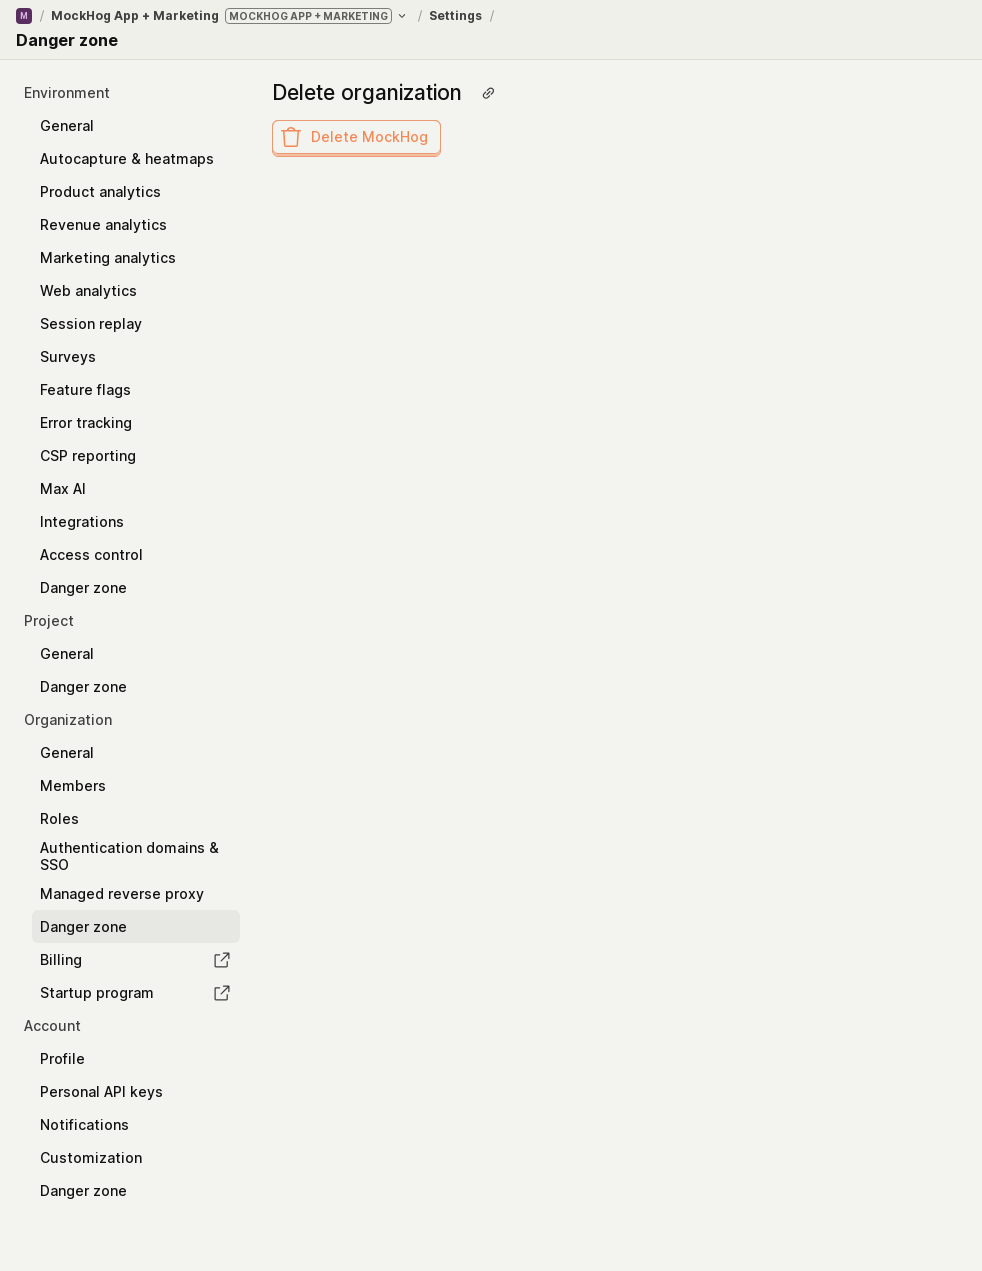 M / MockHog App + Marketing MOCKHOG APP + MARKETING / Settings /
Danger zone
Environment
General
Autocapture & heatmaps
Product analytics
Revenue analytics
Marketing analytics
Web analytics
Session replay
Surveys
Feature flags
Error tracking
CSP reporting
Max AI
Integrations
Access control
Danger zone
Project
General
Danger zone
Organization
General
Members
Roles
Authentication domains &
SSO
Managed reverse proxy
Danger zone
Billing
Startup program
Account
Profile
Personal API keys
Notifications
Customization
Danger zone
Delete organization
Delete MockHog